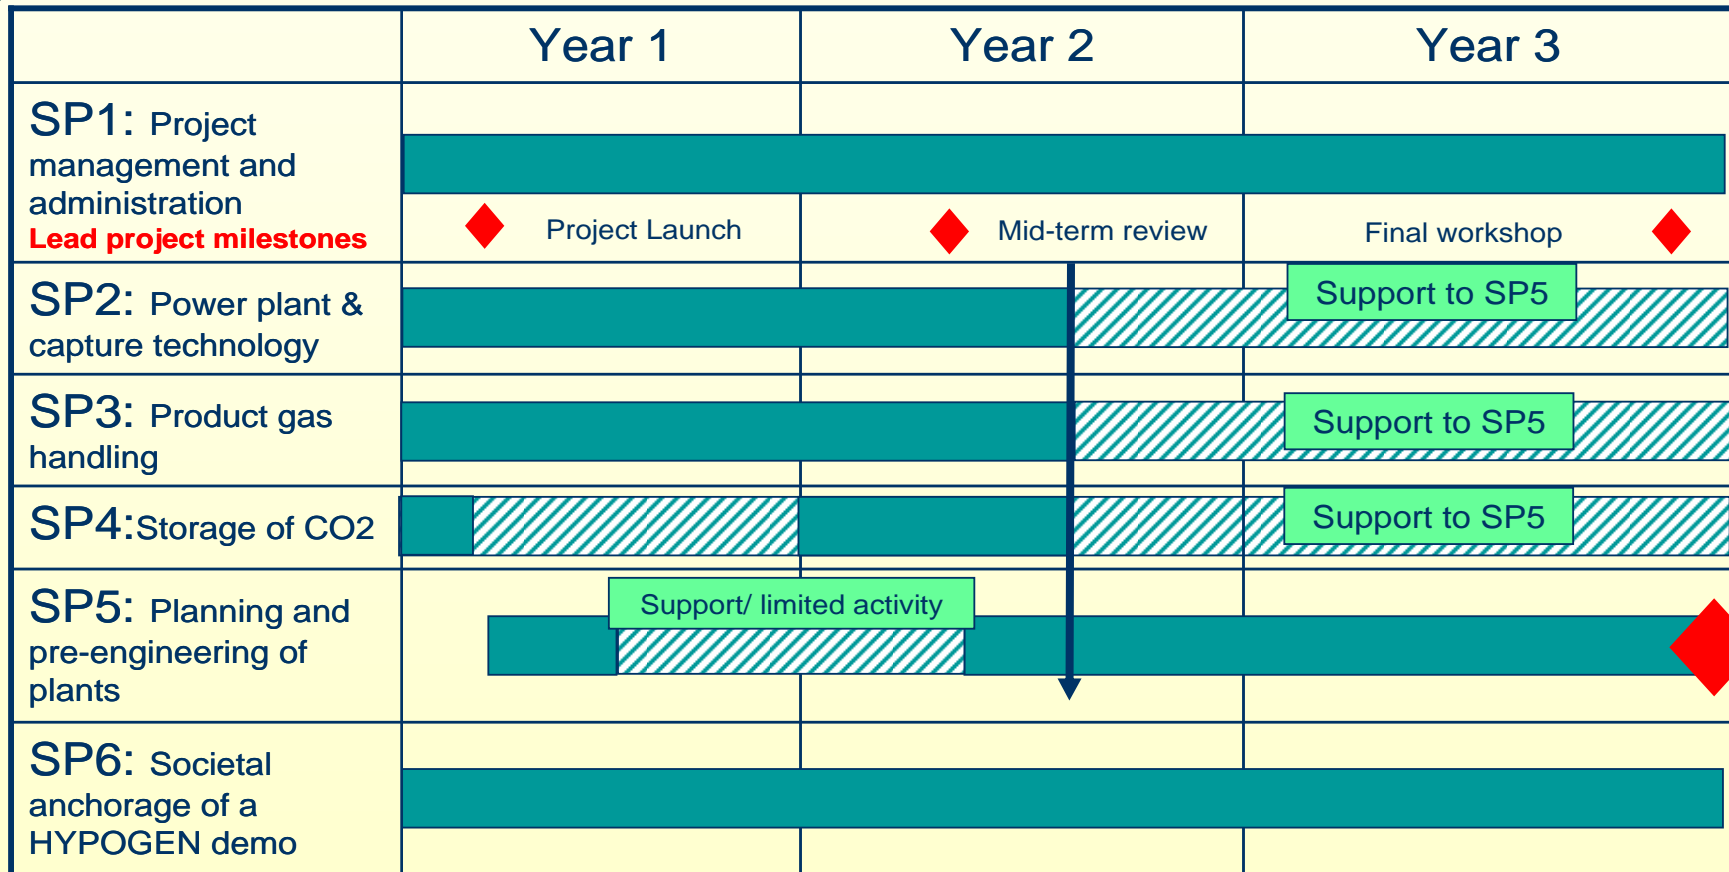 Year 1
Year 2
Year 3
SP1: Project
management and
administration
Lead project milestones
Project Launch
Mid-term review
Final workshop
SP2: Power plant &
capture technology
Support to SP5
SP3: Product gas
handling
Support to SP5
SP4:Storage of CO2
Support to SP5
SP5: Planning and
pre-engineering of
plants
Support/ limited activity
SP6: Societal
anchorage of a
HYPOGEN demo